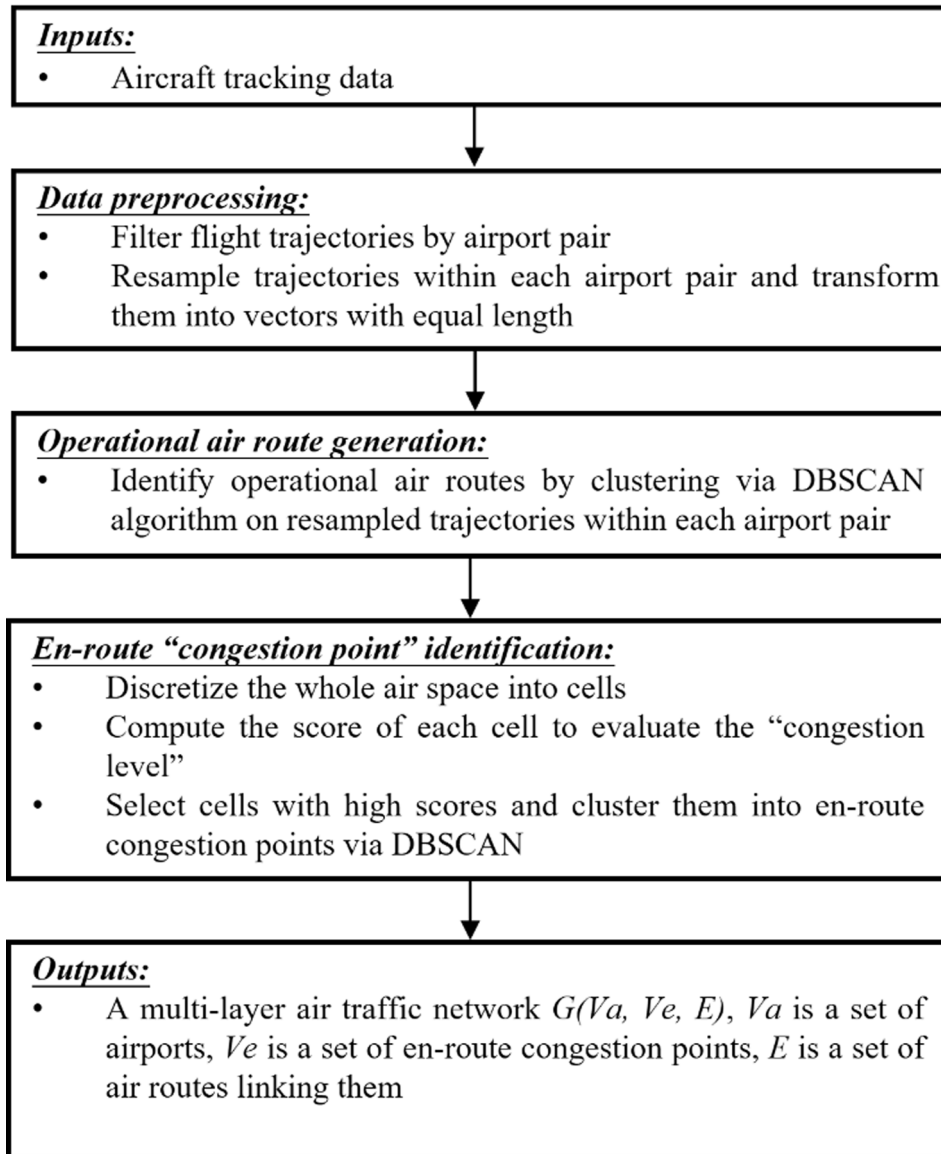 Inputs:
• Aircraft tracking data
Data preprocessing:
• Filter flight trajectories by airport pair
• Resample trajectories within each airport pair and transform
them into vectors with equal length
Operational air route generation:
• Identify operational air routes by clustering via DBSCAN
algorithm on resampled trajectories within each airport pair
En-route “congestion point” identification:
• Discretize the whole air space into cells
• Compute the score of each cell to evaluate the “congestion
level”
• Select cells with high scores and cluster them into en-route
congestion points via DBSCAN
Outputs:
• A multi-layer air traffic network G(Va, Ve, E), Va is a set of
airports, Ve is a set of en-route congestion points, E is a set of
air routes linking them